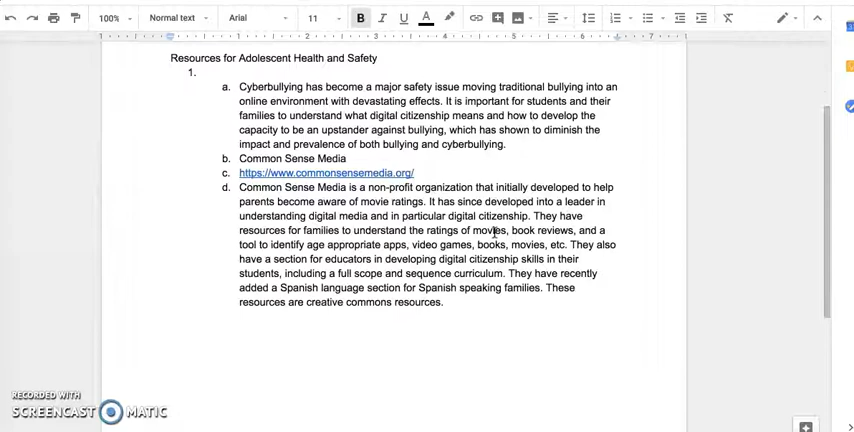 100% Normal text Arial 11 B I U A
1 1 2 3 4 5 6 7
Resources for Adolescent Health and Safety
1.
a. Cyberbullying has become a major safety issue moving traditional bullying into an
online environment with devastating effects. It is important for students and their
families to understand what digital citizenship means and how to develop the
capacity to be an upstander against bullying, which has shown to diminish the
impact and prevalence of both bullying and cyberbullying.
b. Common Sense Media
c. https://www.commonsensemedia.org/
d. Common Sense Media is a non-profit organization that initially developed to help
parents become aware of movie ratings. It has since developed into a leader in
understanding digital media and in particular digital citizenship. They have
resources for families to understand the ratings of movies, book reviews, and a
tool to identify age appropriate apps, video games, books, movies, etc. They also
have a section for educators in developing digital citizenship skills in their
students, including a full scope and sequence curriculum. They have recently
added a Spanish language section for Spanish speaking families. These
resources are creative commons resources.
RECORDED WITH
SCREENCAST MATIC